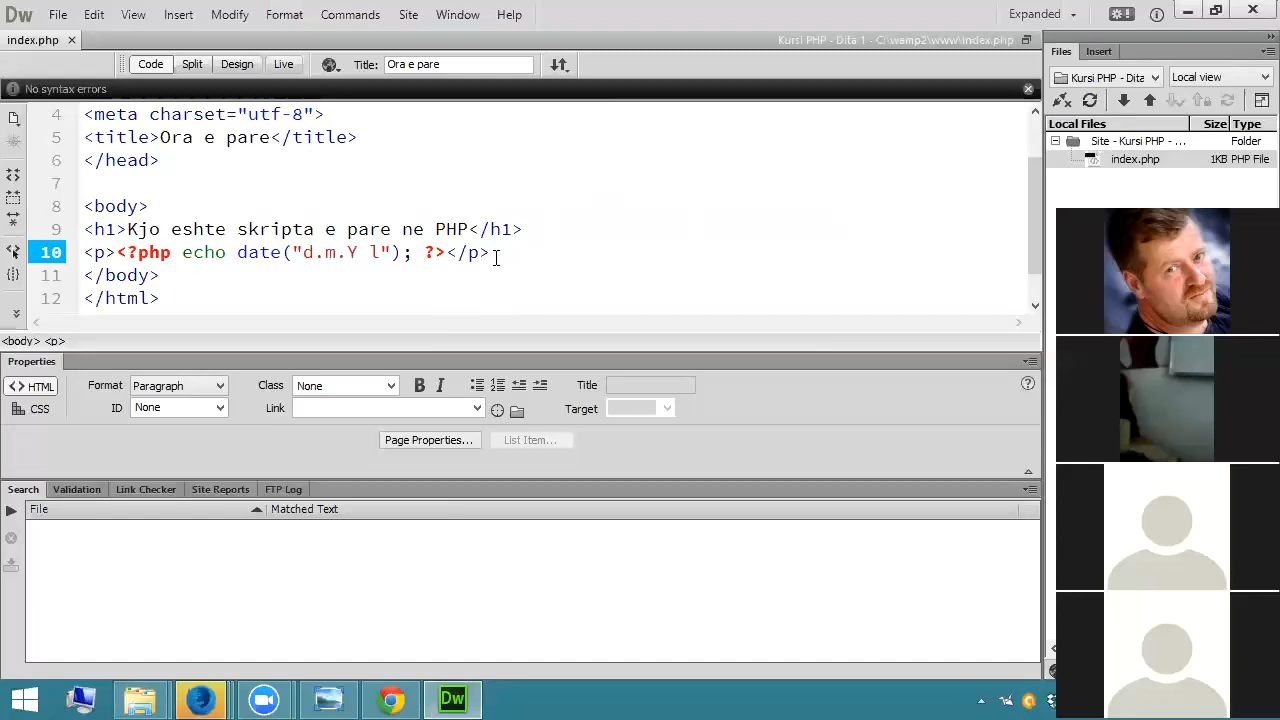 Dw File Edit View Insert Modify Format Commands Site Window Help Expanded
index.php Kursi PHP - Dita 1 - C:\wamp2\www\index.php Files Insert
Code Split Design Live Title: Ora e pare
Kursi PHP - Dita Local view
No syntax errors
Local Files Size Type
Site - Kursi PHP - ... Folder
index.php 1KB PHP File
4 <meta charset="utf-8">
5 <title>Ora e pare</title>
6 </head>
7
8 <body>
9 <h1>Kjo eshte skripta e pare ne PHP</h1>
10 <p><?php echo date("d.m.Y l"); ?></p>
11 </body>
12 </html>
<body> <p>
Properties
<> HTML Format Paragraph Class None B I Title
CSS ID None Link Target
Page Properties... List Item...
Search Validation Link Checker Site Reports FTP Log
File Matched Text
Dw